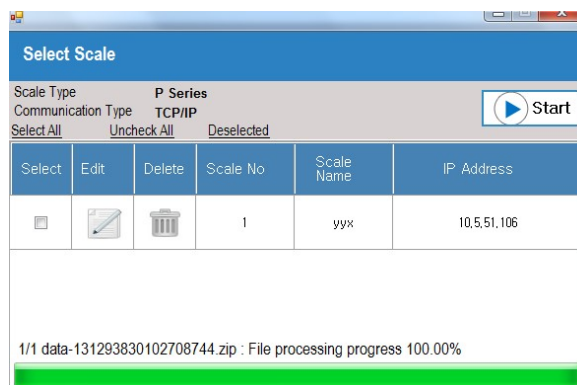 Select Scale
Scale Type P Series
Communication Type TCP/IP
Start
Select All Uncheck All Deselected
Select Edit Delete Scale No Scale Name IP Address
1 yyx 10,5,51,106
1/1 data-131293830102708744.zip : File processing progress 100.00%